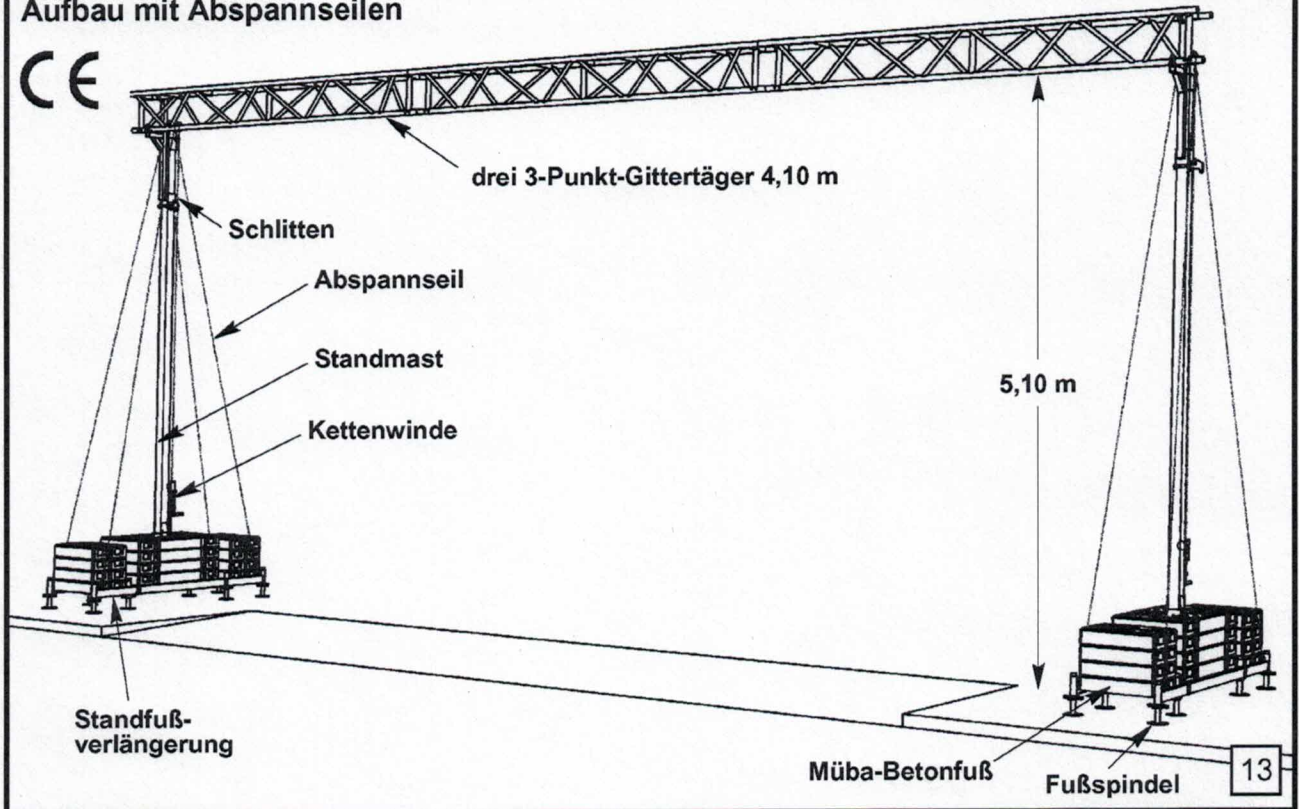 Aufbau mit Abspannseilen
CE
drei 3-Punkt-Gittertäger 4,10 m
Schlitten
Abspannseil
Standmast
5,10 m
Kettenwinde
Standfuß-
verlängerung
Müba-Betonfuß
Fußspindel
13